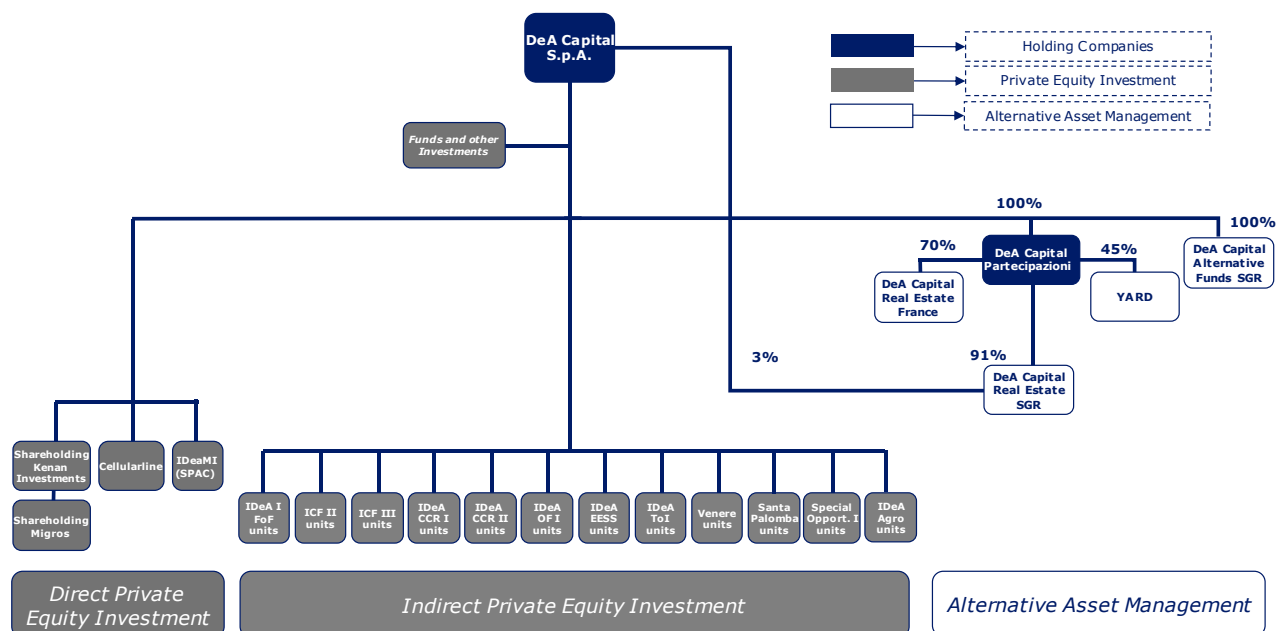 DeA Capital
S.p.A.
Holding Companies
Private Equity Investment
Alternative Asset Management
Funds and other
Investments
100%
100%
70%
DeA Capital
Partecipazioni
45%
DeA Capital
Alternative
Funds SGR
DeA Capital
Real Estate
France
YARD
3%
91%
DeA Capital
Real Estate
SGR
Shareholding
Kenan
Investments
Cellularline
IDeaMI
(SPAC)
Shareholding
Migros
IDeA I
FoF
units
ICF II
units
ICF III
units
IDeA
CCR I
units
IDeA
CCR II
units
IDeA
OF I
units
IDeA
EESS
units
IDeA
ToI
units
Venere
units
Santa
Palomba
units
Special
Opport. I
units
IDeA
Agro
units
Direct Private
Equity Investment
Indirect Private Equity Investment
Alternative Asset Management